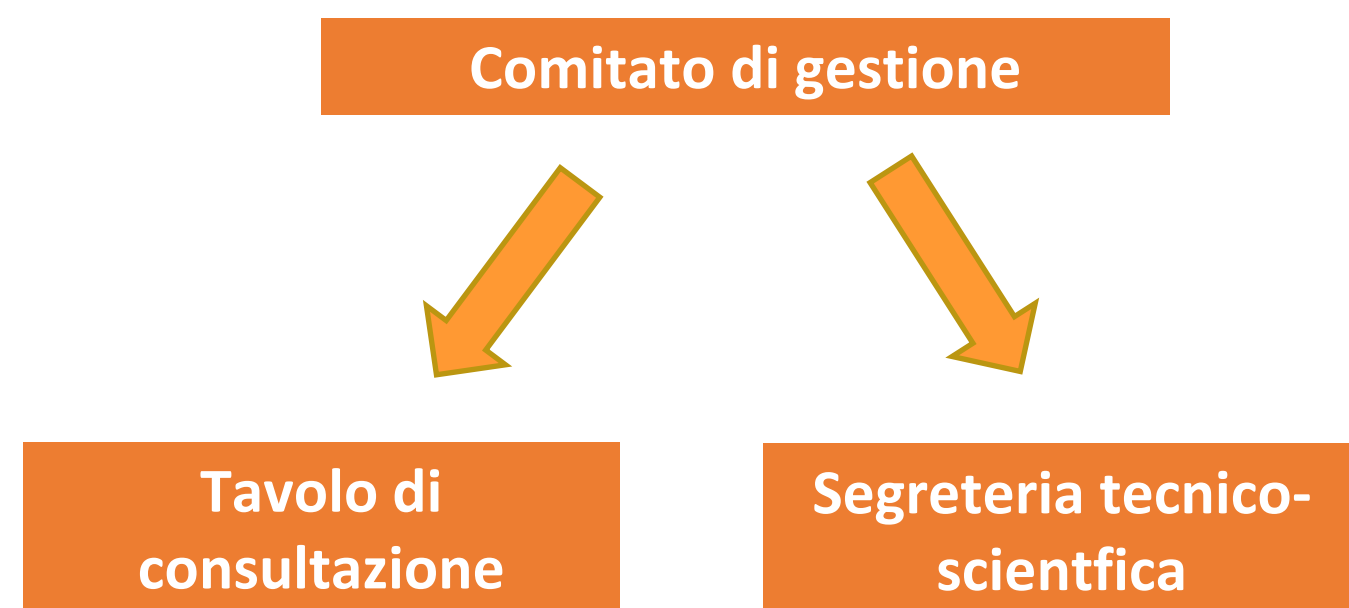 Comitato di gestione
Tavolo di
consultazione
Segreteria tecnico-
scientfica